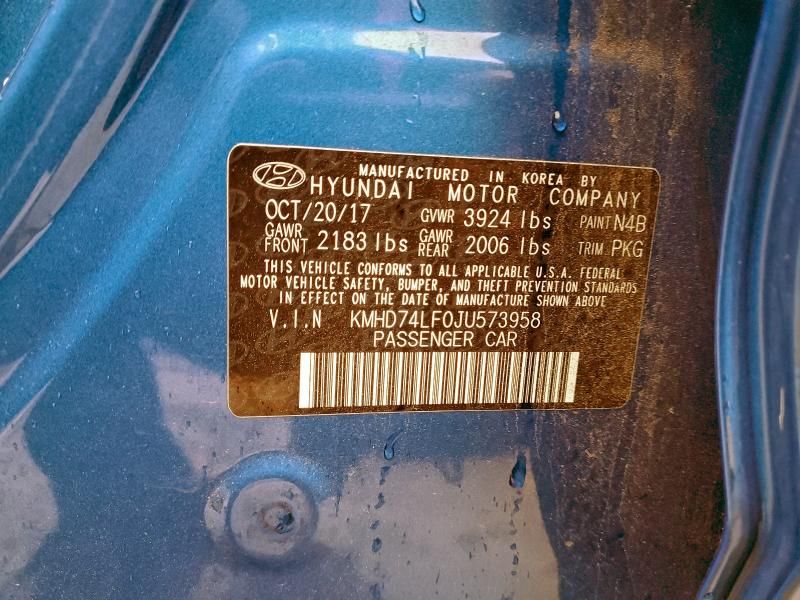 MANUFACTURED IN KOREA BY
HYUNDAI MOTOR COMPANY
OCT/20/17 GVWR 3924 lbs PAINT N4B
GAWR FRONT 2183 lbs GAWR REAR 2006 lbs TRIM PKG
THIS VEHICLE CONFORMS TO ALL APPLICABLE U.S.A. FEDERAL
MOTOR VEHICLE SAFETY, BUMPER, AND THEFT PREVENTION STANDARDS
IN EFFECT ON THE DATE OF MANUFACTURE SHOWN ABOVE
V.I.N KMHD74LF0JU573958
PASSENGER CAR